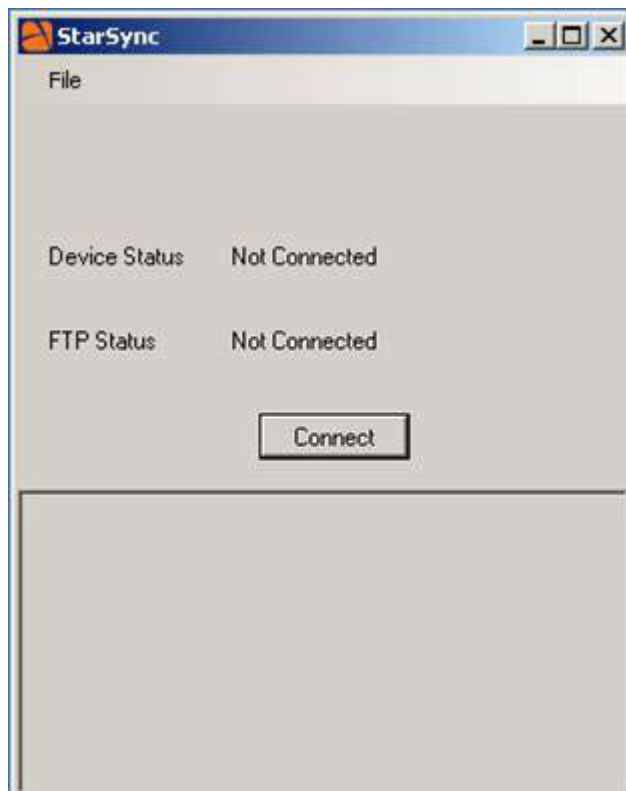 StarSync
File
Device Status Not Connected
FTP Status Not Connected
Connect